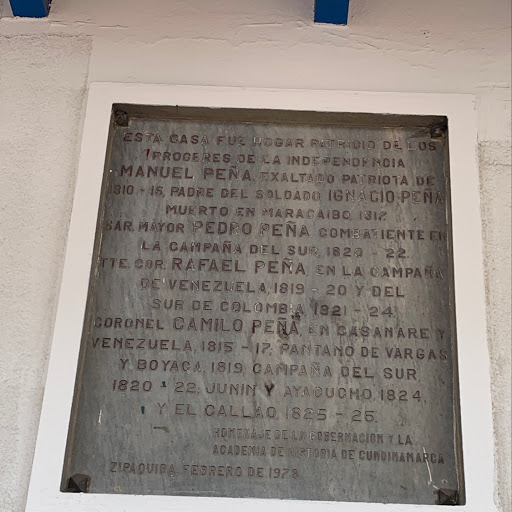 ESTA CASA FUE HOGAR PATRICIO DE LOS
PROCERES DE LA INDEPENDENCIA
MANUEL PEÑA, EXALTADO PATRIOTA DE
1810 - 15, PADRE DEL SOLDADO IGNACIO PEÑA
MUERTO EN MARACAIBO, 1812
SAR. MAYOR PEDRO PEÑA COMBATIENTE EN
LA CAMPAÑA DEL SUR, 1820 - 22.
TTE. COR. RAFAEL PEÑA EN LA CAMPAÑA
DE VENEZUELA, 1819 - 20 Y DEL
SUR DE COLOMBIA, 1821 - 24
CORONEL CAMILO PEÑA EN CASANARE Y
VENEZUELA, 1815 - 17, PANTANO DE VARGAS
Y BOYACA, 1819, CAMPAÑA DEL SUR
1820 - 22, JUNIN Y AYACUCHO, 1824,
Y EL CALLAO, 1825 - 26.
HOMENAJE DE LA GOBERNACION Y LA
ACADEMIA DE HISTORIA DE CUNDINAMARCA
ZIPAQUIRA, FEBRERO DE